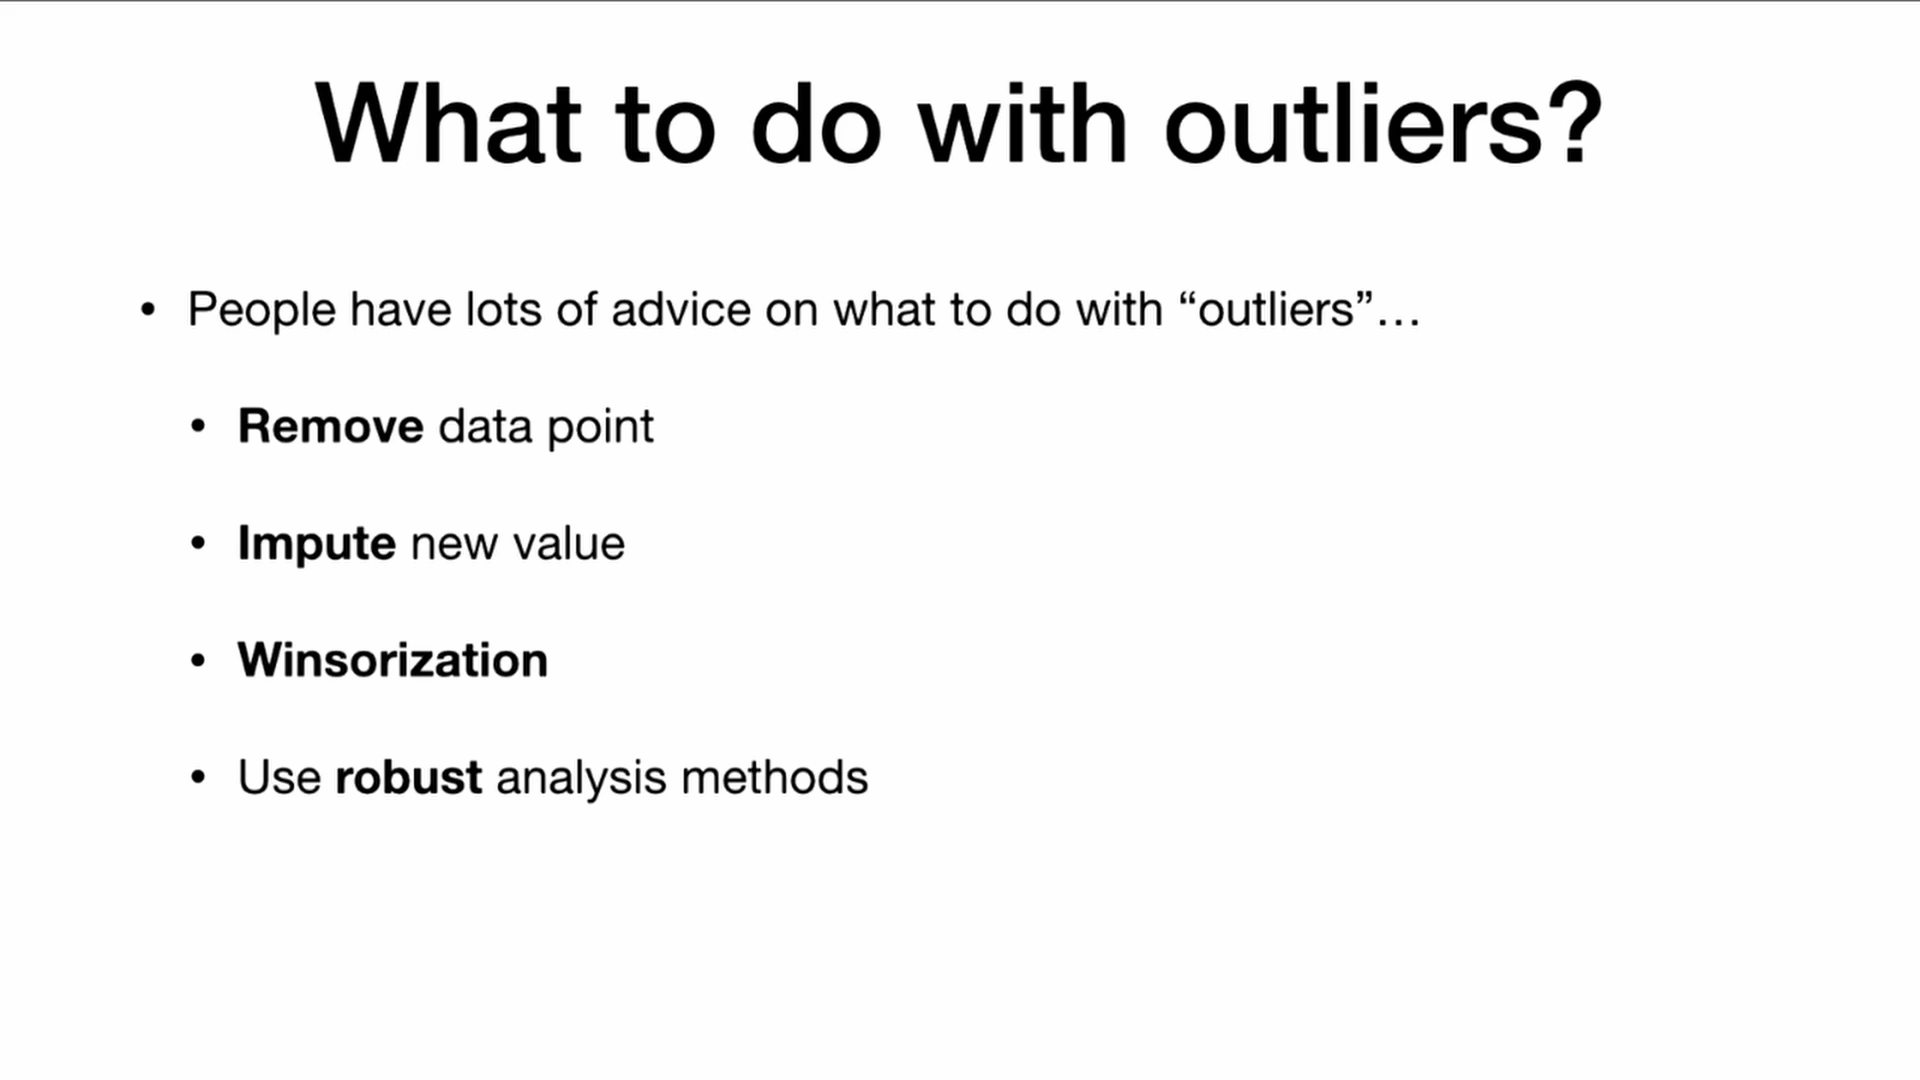 What to do with outliers?
• People have lots of advice on what to do with “outliers”…
• Remove data point
• Impute new value
• Winsorization
• Use robust analysis methods